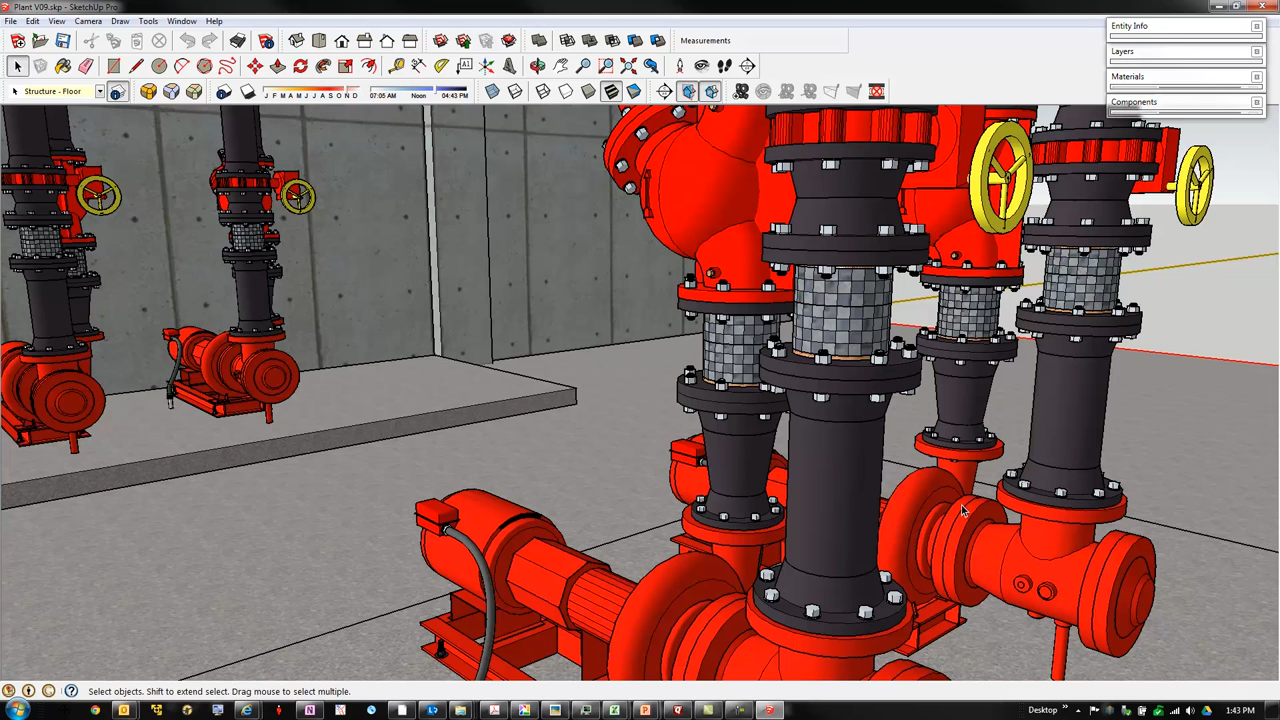 Plant V09.skp - SketchUp Pro
File Edit View Camera Draw Tools Window Help
Measurements
Structure - Floor
J F M A M J J A S O N D
07:05 AM Noon 04:43 PM
Entity Info
Layers
Materials
Components
Select objects. Shift to extend select. Drag mouse to select multiple.
Desktop
1:43 PM